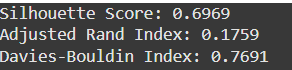 Silhouette Score: 0.6969
Adjusted Rand Index: 0.1759
Davies-Bouldin Index: 0.7691